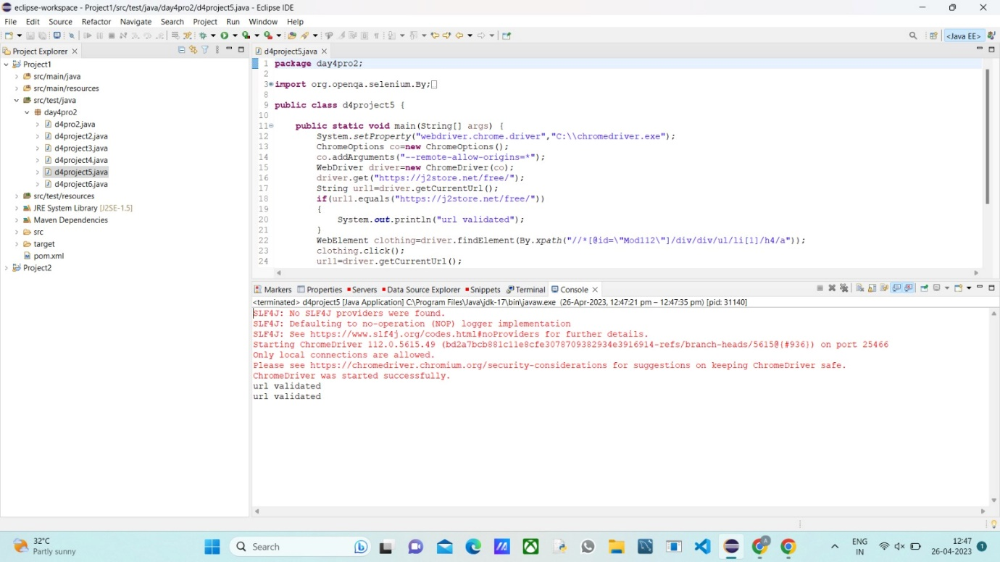 eclipse-workspace - Project1/src/test/java/day4pro2/d4project5.java - Eclipse IDE
File Edit Source Refactor Navigate Search Project Run Window Help
<Java EE>
Project Explorer
Project1
src/main/java
src/main/resources
src/test/java
day4pro2
d4pro2.java
d4project2.java
d4project3.java
d4project4.java
d4project5.java
d4project6.java
src/test/resources
JRE System Library [J2SE-1.5]
Maven Dependencies
src
target
pom.xml
Project2
d4project5.java
1 package day4pro2;
2
3 import org.openqa.selenium.By;
8
9 public class d4project5 {
10
11 public static void main(String[] args) {
12 System.setProperty("webdriver.chrome.driver","C:\\chromedriver.exe");
13 ChromeOptions co=new ChromeOptions();
14 co.addArguments("--remote-allow-origins=*");
15 WebDriver driver=new ChromeDriver(co);
16 driver.get("https://j2store.net/free/");
17 String url1=driver.getCurrentUrl();
18 if(url1.equals("https://j2store.net/free/"))
19 {
20 System.out.println("url validated");
21 }
22 WebElement clothing=driver.findElement(By.xpath("//*[@id=\"Mod112\"]/div/div/ul/li[1]/h4/a"));
23 clothing.click();
24 url1=driver.getCurrentUrl();
Markers Properties Servers Data Source Explorer Snippets Terminal Console
<terminated> d4project5 [Java Application] C:\Program Files\Java\jdk-17\bin\javaw.exe (26-Apr-2023, 12:47:21 pm – 12:47:35 pm) [pid: 31140]
SLF4J: No SLF4J providers were found.
SLF4J: Defaulting to no-operation (NOP) logger implementation
SLF4J: See https://www.slf4j.org/codes.html#noProviders for further details.
Starting ChromeDriver 112.0.5615.49 (bd2a7bcb881c11e8cfe3078709382934e3916914-refs/branch-heads/5615@{#936}) on port 25466
Only local connections are allowed.
Please see https://chromedriver.chromium.org/security-considerations for suggestions on keeping ChromeDriver safe.
ChromeDriver was started successfully.
url validated
url validated
32°C
Partly sunny
Search
ENG
IN
12:47
26-04-2023
1